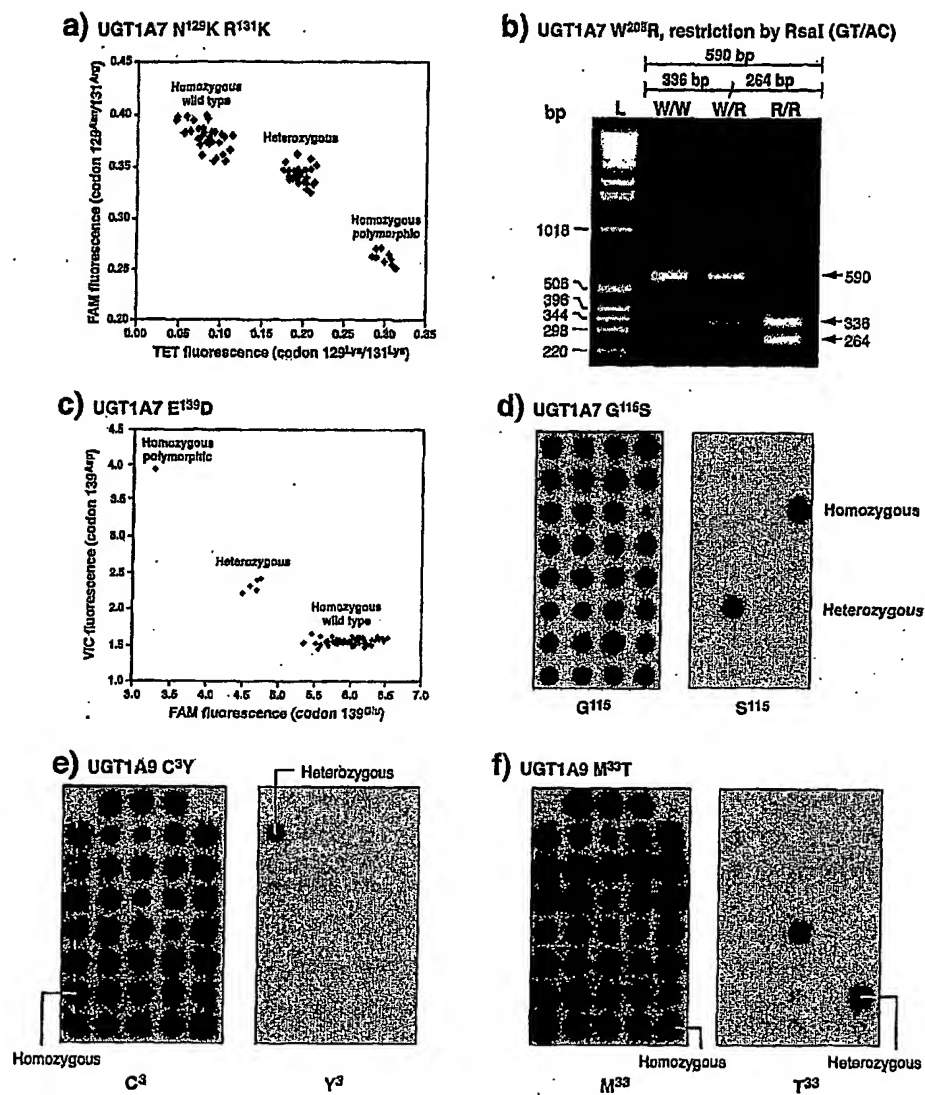 a) UGT1A7 N¹²⁹K R¹³¹K
FAM fluorescence (codon 129ᴬˢⁿ/131ᴬʳᵍ)
0.45
0.40
0.35
0.30
0.25
0.20
Homozygous
wild type
Heterozygous
Homozygous
polymorphic
0.00 0.05 0.10 0.15 0.20 0.25 0.30 0.35
TET fluorescence (codon 129ᴸʸˢ/131ᴸʸˢ)
b) UGT1A7 W²⁰⁸R, restriction by RsaI (GT/AC)
590 bp
336 bp 264 bp
bp L W/W W/R R/R
1018
506
396
344
298
220
590
336
264
c) UGT1A7 E¹³⁹D
VIC fluorescence (codon 139ᴬˢᵖ)
4.5
4.0
3.5
3.0
2.5
2.0
1.5
1.0
Homozygous
polymorphic
Heterozygous
Homozygous
wild type
3.0 3.5 4.0 4.5 5.0 5.5 6.0 6.5 7.0
FAM fluorescence (codon 139ᴳˡᵘ)
d) UGT1A7 G¹¹⁵S
Homozygous
Heterozygous
G¹¹⁵ S¹¹⁵
e) UGT1A9 C³Y
Heterozygous
Homozygous
C³ Y³
f) UGT1A9 M³³T
Homozygous Heterozygous
M³³ T³³